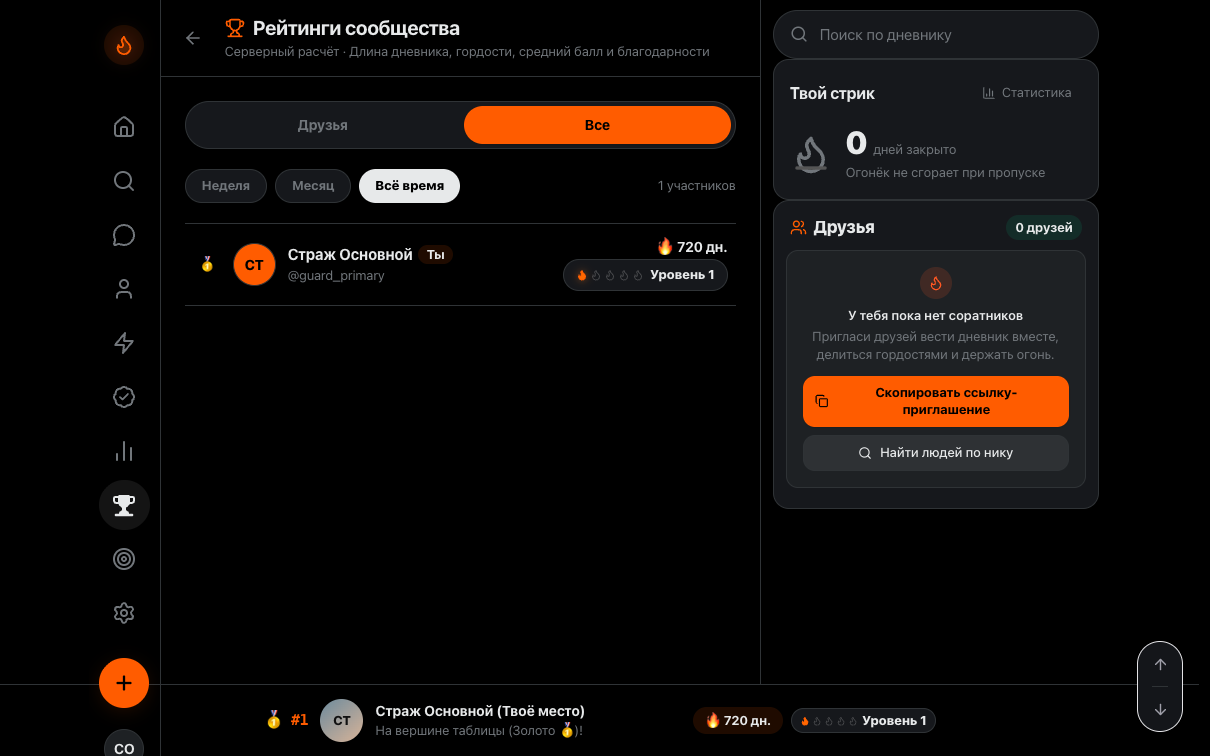 Рейтинги сообщества
Серверный расчёт · Длина дневника, гордости, средний балл и благодарности
Друзья
Все
Неделя
Месяц
Всё время
1 участников
СТ
Страж Основной
Ты
@guard_primary
720 дн.
Уровень 1
Поиск по дневнику
Твой стрик
Статистика
0 дней закрыто
Огонёк не сгорает при пропуске
Друзья
0 друзей
У тебя пока нет соратников
Пригласи друзей вести дневник вместе,
делиться гордостями и держать огонь.
Скопировать ссылку-
приглашение
Найти людей по нику
СО
#1
СТ
Страж Основной (Твоё место)
На вершине таблицы (Золото 🥇)!
720 дн.
Уровень 1